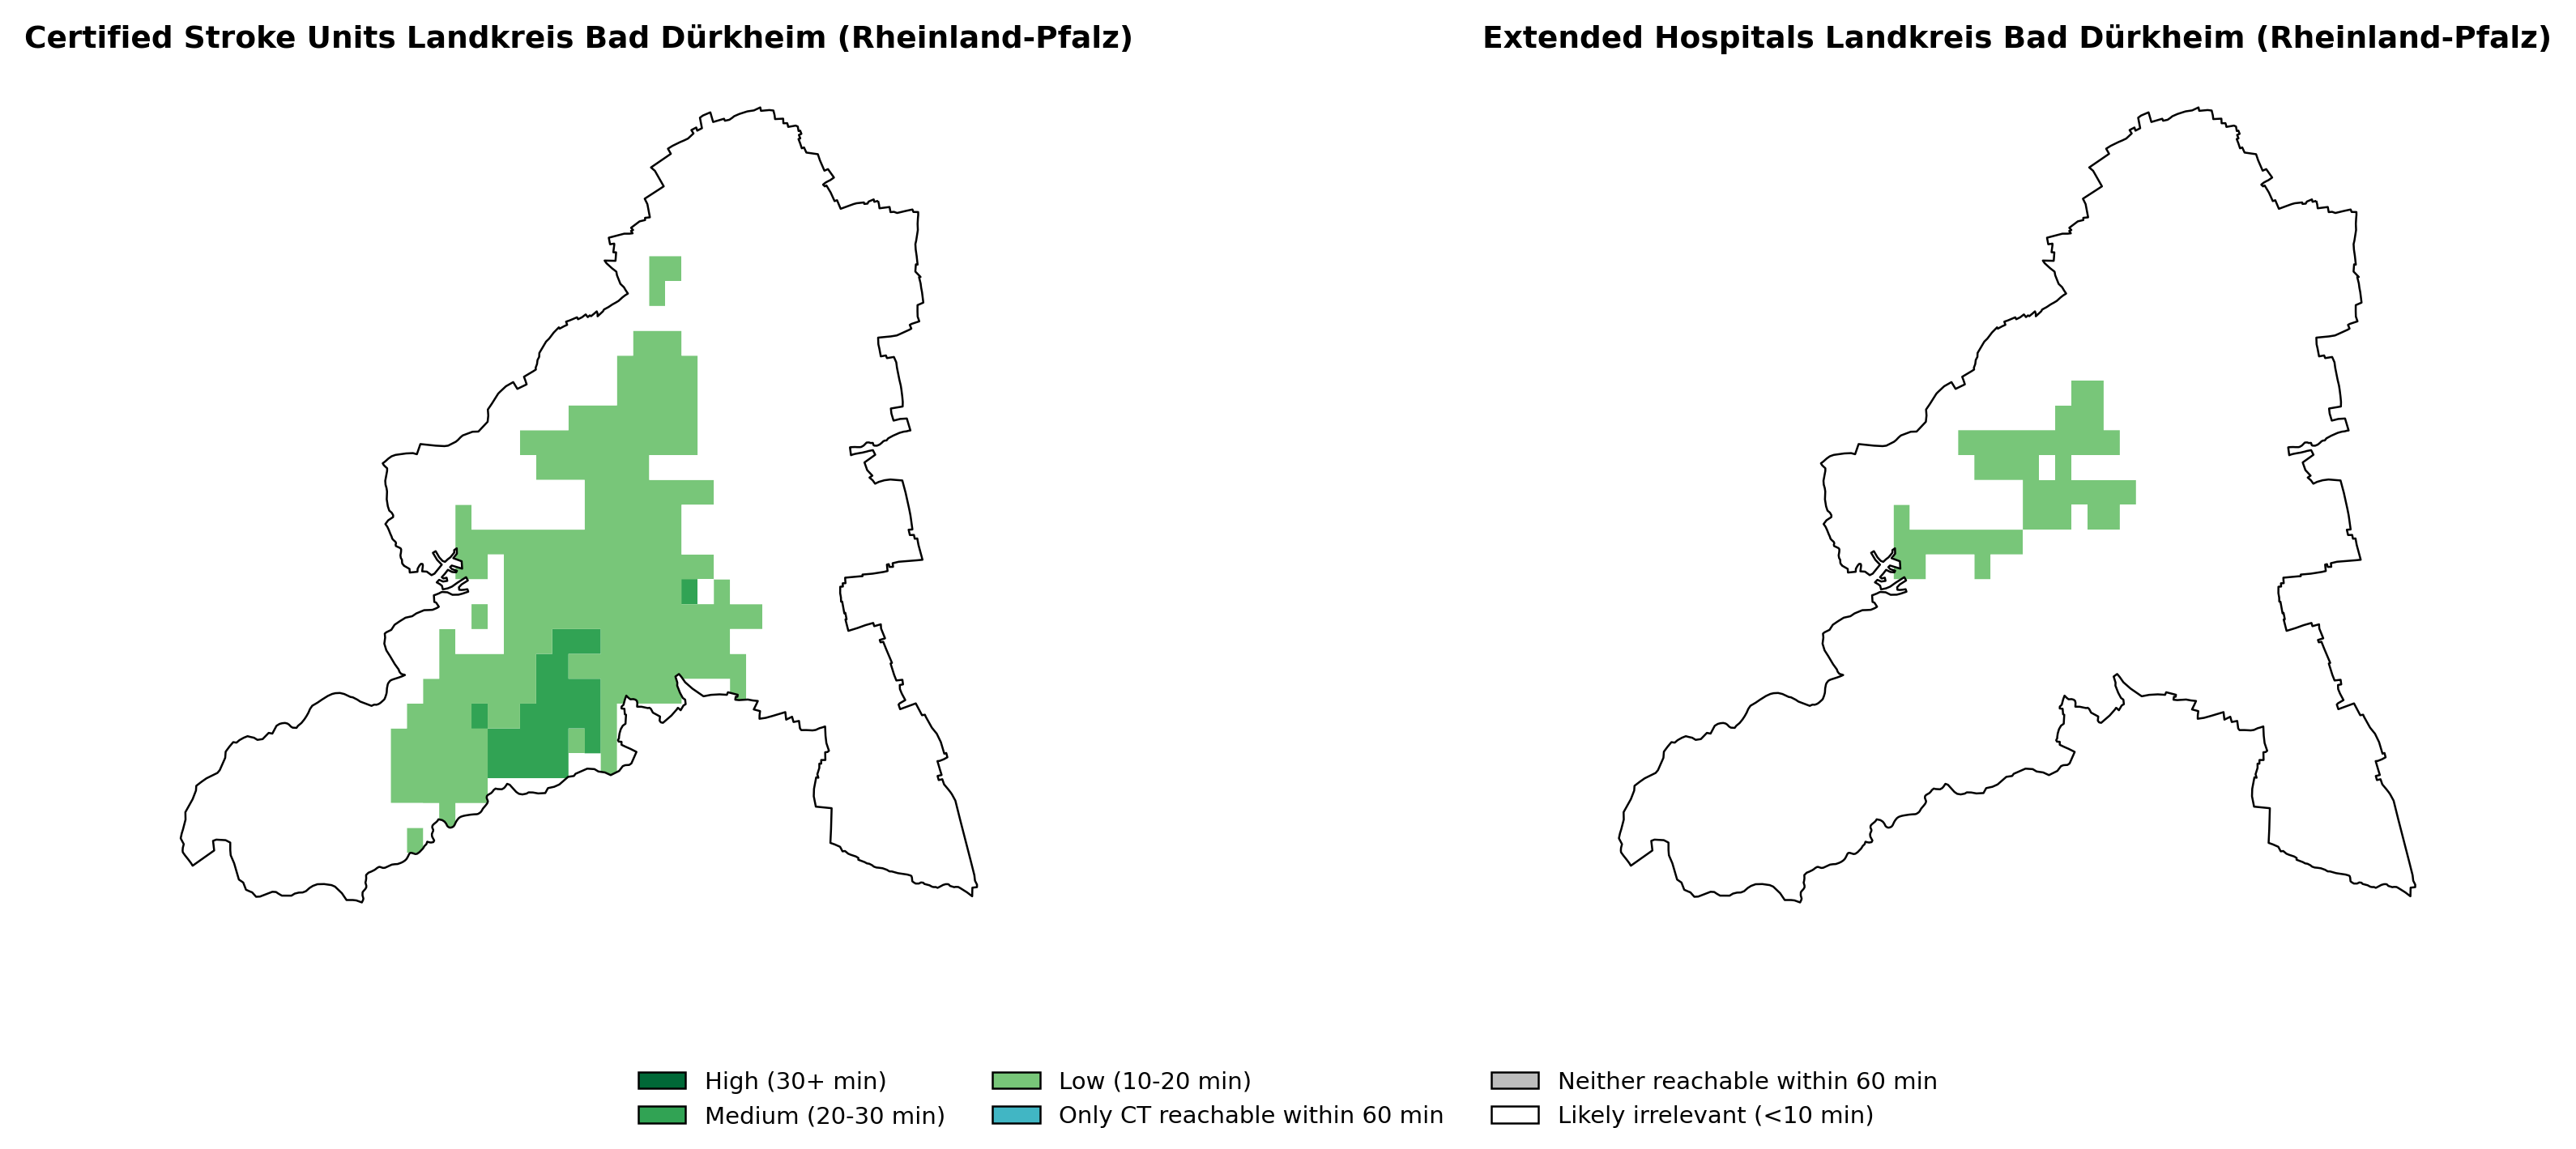 Certified Stroke Units Landkreis Bad Dürkheim (Rheinland-Pfalz)
Extended Hospitals Landkreis Bad Dürkheim (Rheinland-Pfalz)
High (30+ min)
Medium (20-30 min)
Low (10-20 min)
Only CT reachable within 60 min
Neither reachable within 60 min
Likely irrelevant (<10 min)